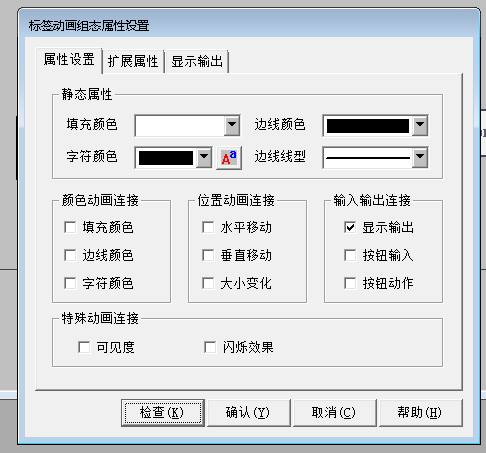 标签动画组态属性设置
属性设置 扩展属性 显示输出
静态属性
填充颜色 边线颜色
字符颜色 Aa 边线线型
颜色动画连接 位置动画连接 输入输出连接
填充颜色 水平移动 显示输出
边线颜色 垂直移动 按钮输入
字符颜色 大小变化 按钮动作
特殊动画连接
可见度 闪烁效果
检查(K) 确认(Y) 取消(C) 帮助(H)